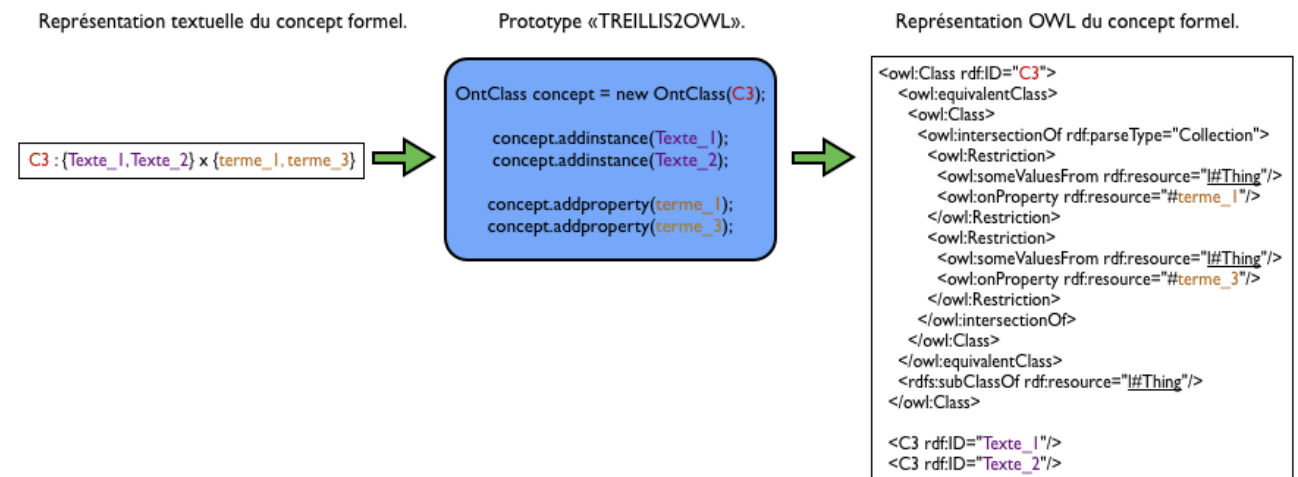 Représentation textuelle du concept formel.
Prototype «TREILLIS2OWL».
Représentation OWL du concept formel.
C3 : {Texte_1,Texte_2} x {terme_1, terme_3}
OntClass concept = new OntClass(C3);
concept.addinstance(Texte_1);
concept.addinstance(Texte_2);
concept.addproperty(terme_1);
concept.addproperty(terme_3);
<owl:Class rdf:ID="C3">
<owl:equivalentClass>
<owl:Class>
<owl:intersectionOf rdf:parseType="Collection">
<owl:Restriction>
<owl:someValuesFrom rdf:resource="l#Thing"/>
<owl:onProperty rdf:resource="#terme_1"/>
</owl:Restriction>
<owl:Restriction>
<owl:someValuesFrom rdf:resource="l#Thing"/>
<owl:onProperty rdf:resource="#terme_3"/>
</owl:Restriction>
</owl:intersectionOf>
</owl:Class>
</owl:equivalentClass>
<rdfs:subClassOf rdf:resource="l#Thing"/>
</owl:Class>
<C3 rdf:ID="Texte_1"/>
<C3 rdf:ID="Texte_2"/>